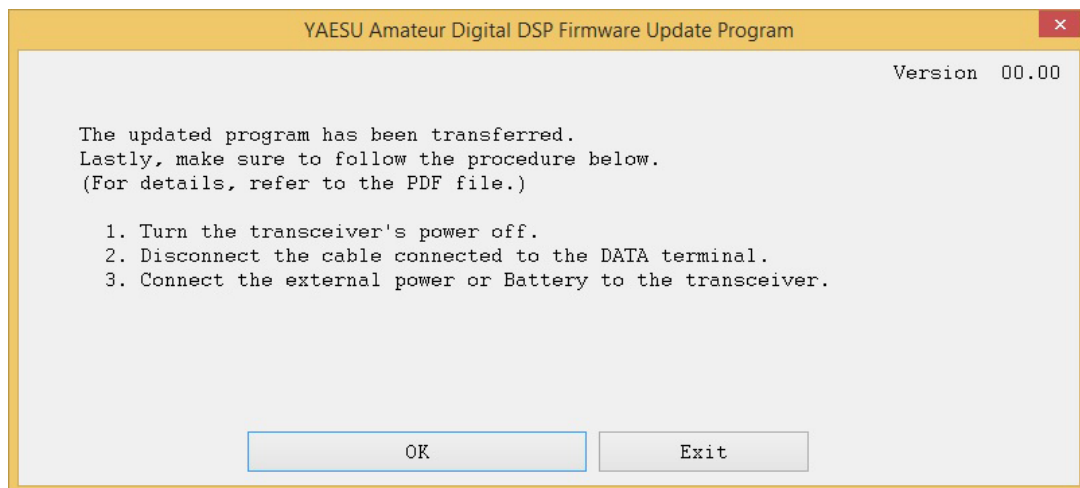 YAESU Amateur Digital DSP Firmware Update Program
Version 00.00
The updated program has been transferred.
Lastly, make sure to follow the procedure below.
(For details, refer to the PDF file.)
1. Turn the transceiver's power off.
2. Disconnect the cable connected to the DATA terminal.
3. Connect the external power or Battery to the transceiver.
OK Exit